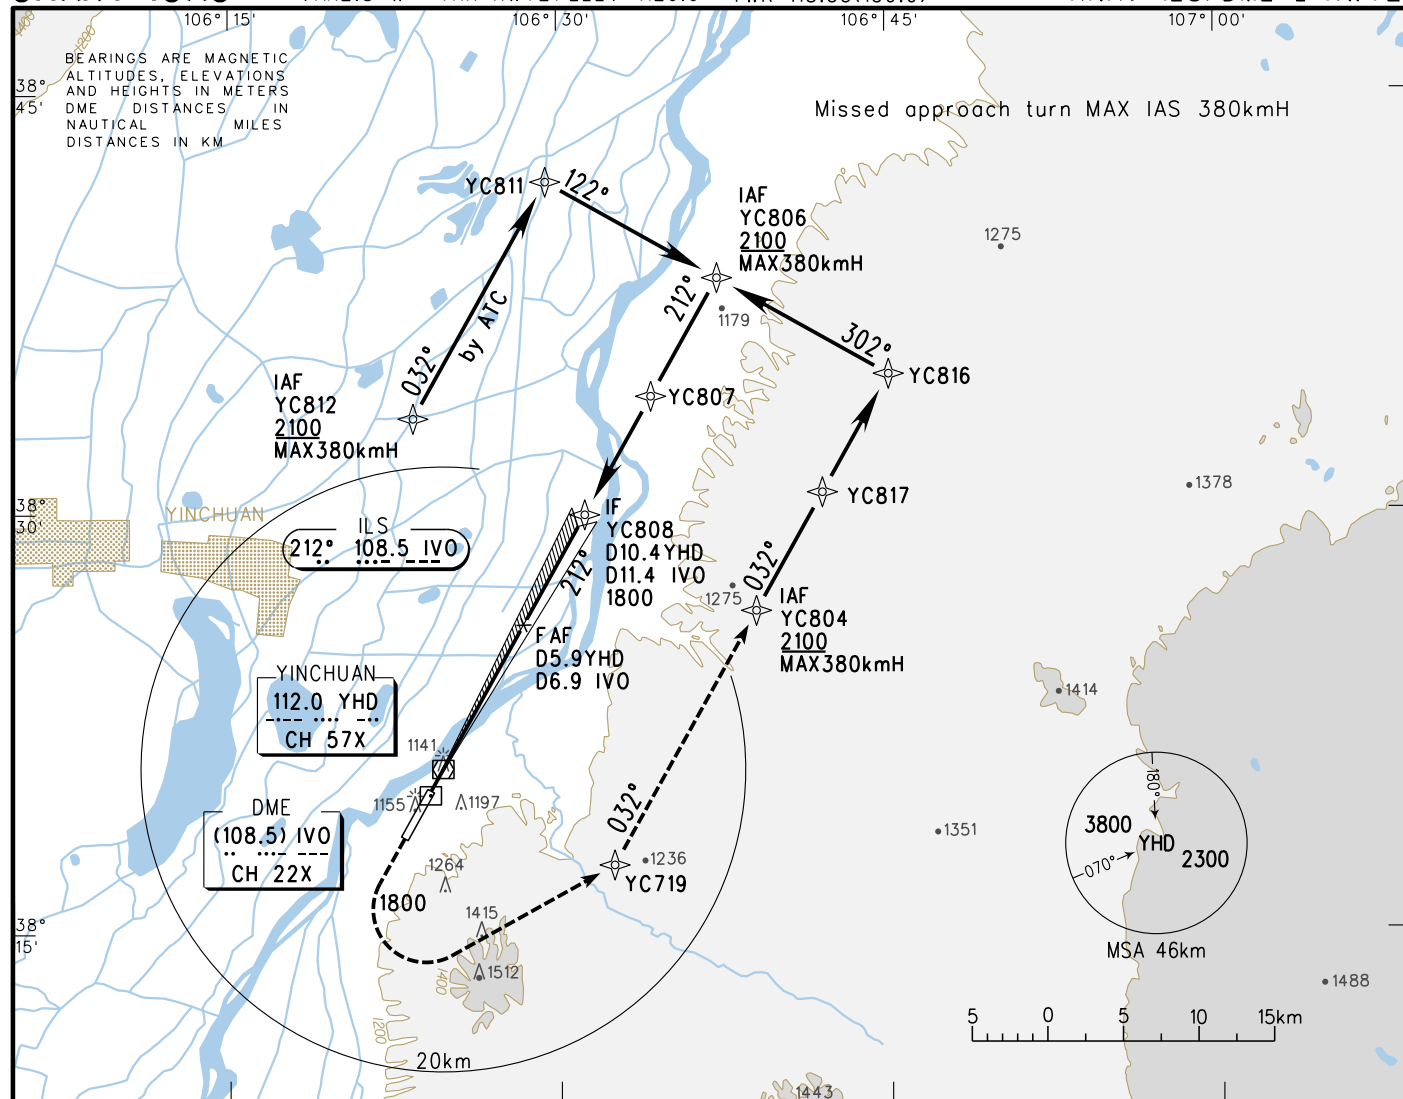 106° 15'
106° 30'
106° 45'
107° 00'
1200
BEARINGS ARE MAGNETIC
ALTITUDES, ELEVATIONS
AND HEIGHTS IN METERS
DME DISTANCES IN
NAUTICAL MILES
DISTANCES IN KM
38°
45'
Missed approach turn MAX IAS 380kmH
YC811
122°
IAF
YC806
2100
MAX380kmH
1275
212°
1179
by ATC
032°
302°
YC816
IAF
YC812
2100
MAX380kmH
YC807
YC817
1378
38°
30'
YINCHUAN
ILS
212° 108.5 IVO
IF
YC808
D10.4YHD
D11.4 IVO
1800
212°
032°
1275
IAF
YC804
2100
MAX380kmH
FAF
D5.9YHD
D6.9 IVO
YINCHUAN
112.0 YHD
CH 57X
1414
1141
1155
1197
DME
(108.5) IVO
CH 22X
032°
1351
180°
3800
YHD
2300
070°
MSA 46km
1264
1236
YC719
1800
1415
38°
15'
1400
1512
1488
1200
20km
5 0 5 10 15km
1443